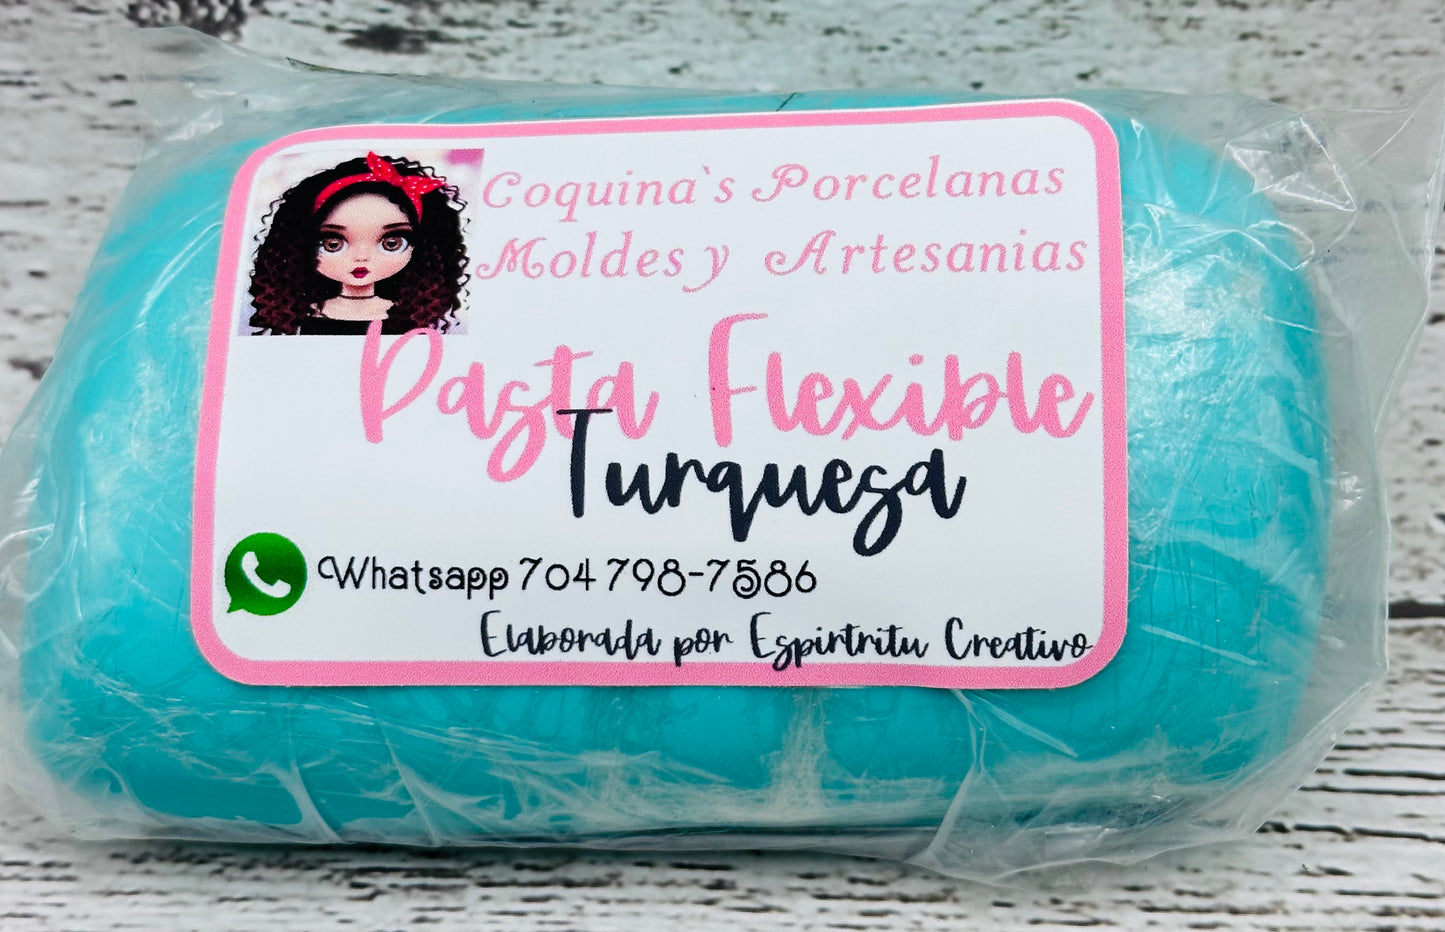 Coquina`s Porcelanas
Moldes y Artesanias
Pasta Flexible
Turquesa
Whatsapp 704 798-7586
Elaborada por Espirtritu Creativo